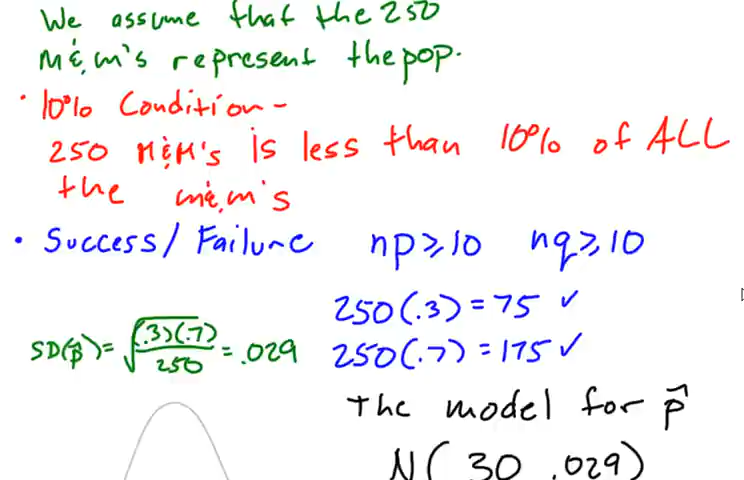 We assume that the 250
M&M's represent the pop.
• 10% Condition -
250 M&M's is less than 10% of ALL
the m&m's
• Success/Failure np≥10 nq≥10
250(.3)=75 ✓
SD(p̂)=√(.3)(.7)/250=.029
250(.7)=175 ✓
the model for p̂
N(30 .029)